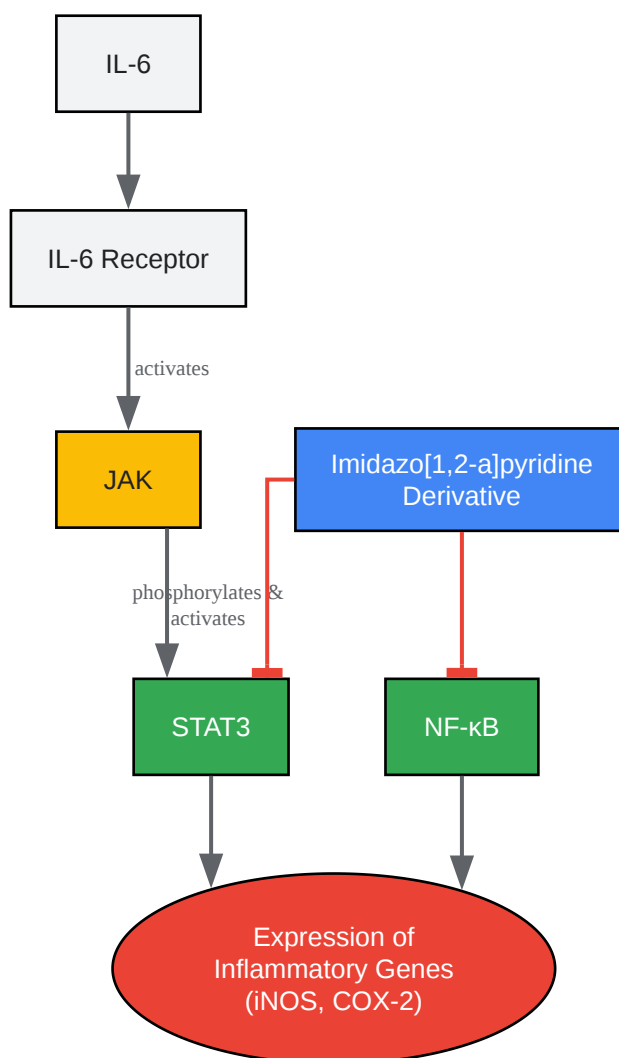 IL-6
IL-6 Receptor
activates
JAK
Imidazo[1,2-a]pyridine
Derivative
phosphorylates &
activates
STAT3
NF-κB
Expression of
Inflammatory Genes
(iNOS, COX-2)